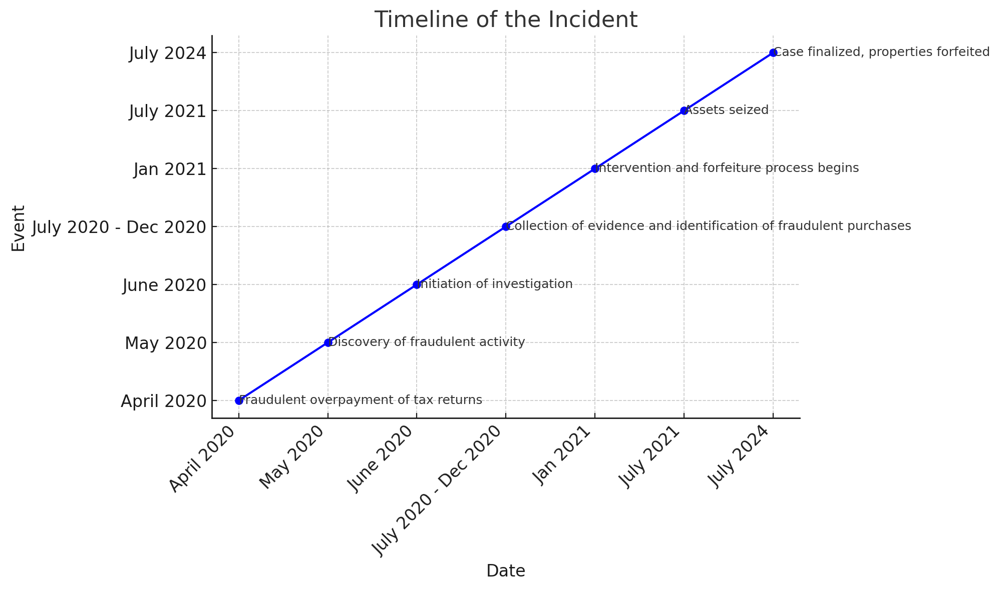 Timeline of the Incident
Event
July 2024
Case finalized, properties forfeited
July 2021
Assets seized
Jan 2021
Intervention and forfeiture process begins
July 2020 - Dec 2020
Collection of evidence and identification of fraudulent purchases
June 2020
Initiation of investigation
May 2020
Discovery of fraudulent activity
April 2020
Fraudulent overpayment of tax returns
April 2020
May 2020
June 2020
July 2020 - Dec 2020
Jan 2021
July 2021
July 2024
Date